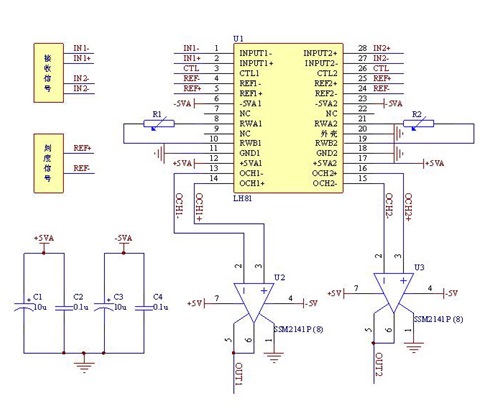 U1
IN1-
IN1+
IN2-
IN2-
接收信号
REF+
REF-
刻度信号
IN1- 1 INPUT1- INPUT2+ 28 IN2+
IN1+ 2 INPUT1+ INPUT2- 27 IN2-
CTL 3 CTL1 CTL2 26 CTL
REF- 4 REF1- REF2+ 25 REF+
REF+ 5 REF1+ REF2- 24 REF-
-5VA 6 -5VA1 -5VA2 23 -5VA
7 NC NC 22
R1 8 RWA1 RWA2 21 R2
9 NC 外壳 20
10 RWB1 RWB2 19
11 GND1 GND2 18
+5VA 12 +5VA1 +5VA2 17 +5VA
13 OCH1- OCH2+ 16
14 OCH1+ OCH2- 15
LH81
OCH1-
OCH1+
OCH2-
OCH2+
+5VA
-5VA
C1
10u
C2
0.1u
C3
10u
C4
0.1u
2 3
U2
+5V 7 4 -5V
SSM2141P(8)
5 6 1
OUT1
2 3
U3
+5V 7 4 -5V
SSM2141P(8)
5 6 1
OUT2